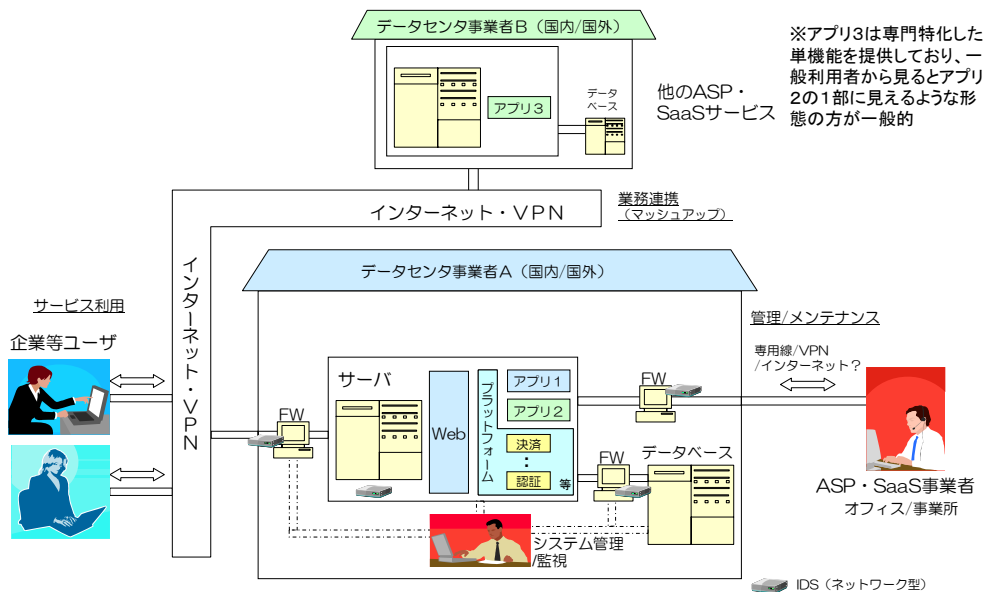 データセンタ事業者B（国内/国外）
アプリ3
データ
ベース
他のASP・
SaaSサービス
※アプリ3は専門特化した
単機能を提供しており、一
般利用者から見るとアプリ
2の1部に見えるような形
態の方が一般的
インターネット・VPN
業務連携
（マッシュアップ）
インターネット・VPN
データセンタ事業者A（国内/国外）
サービス利用
企業等ユーザ
管理/メンテナンス
専用線/VPN
/インターネット？
サーバ
Web
プラットフォーム
アプリ1
アプリ2
決済
：
認証
等
FW
FW
FW
データベース
システム管理
/監視
ASP・SaaS事業者
オフィス/事業所
IDS（ネットワーク型）